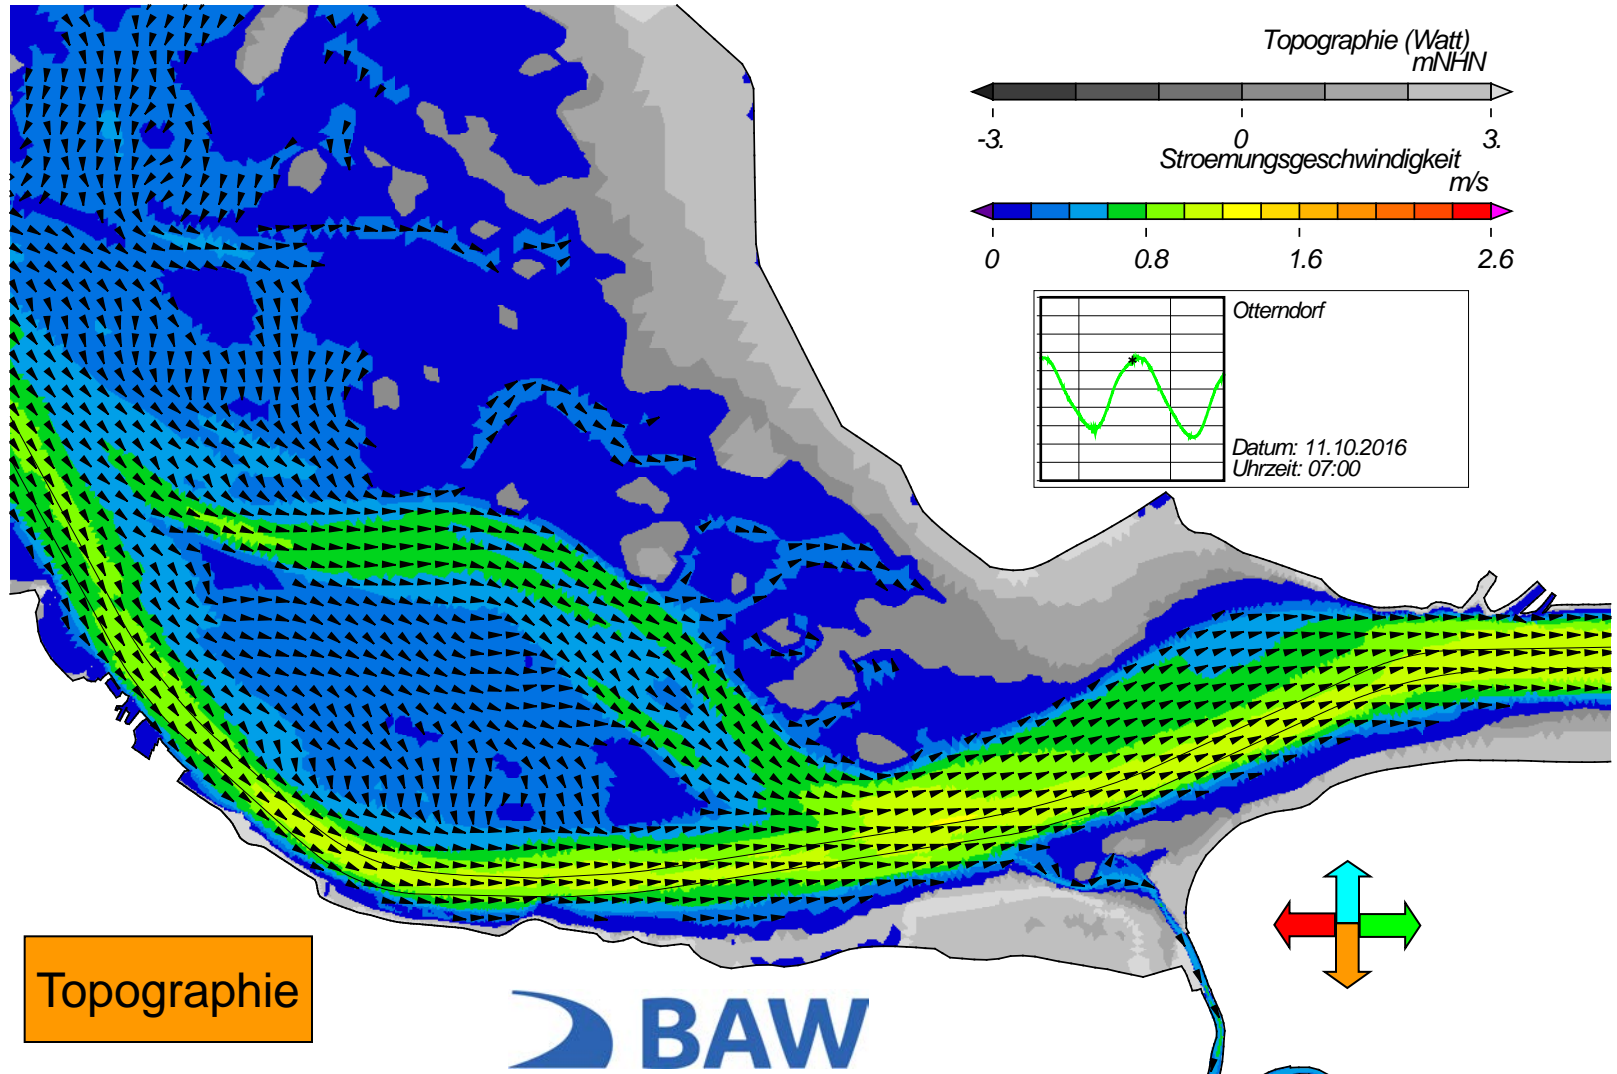 Topographie (Watt)
mNHN
-3. 0 3.
Stroemungsgeschwindigkeit
m/s
0 0.8 1.6 2.6
Otterndorf
Datum: 11.10.2016
Uhrzeit: 07:00
Topographie
BAW